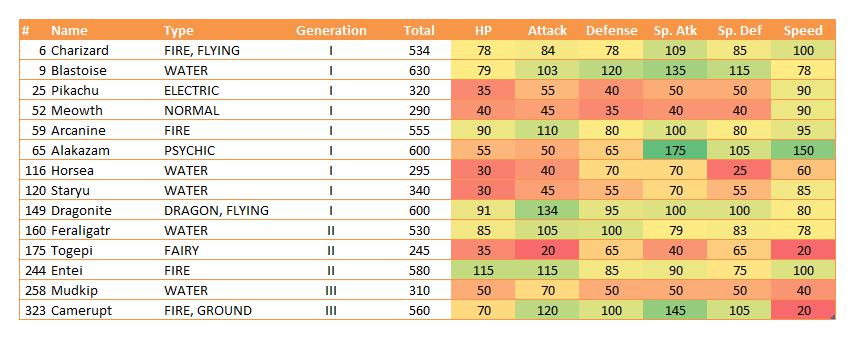 # Name Type Generation Total HP Attack Defense Sp. Atk Sp. Def Speed
6 Charizard FIRE, FLYING I 534 78 84 78 109 85 100
9 Blastoise WATER I 630 79 103 120 135 115 78
25 Pikachu ELECTRIC I 320 35 55 40 50 50 90
52 Meowth NORMAL I 290 40 45 35 40 40 90
59 Arcanine FIRE I 555 90 110 80 100 80 95
65 Alakazam PSYCHIC I 600 55 50 65 175 105 150
116 Horsea WATER I 295 30 40 70 70 25 60
120 Staryu WATER I 340 30 45 55 70 55 85
149 Dragonite DRAGON, FLYING I 600 91 134 95 100 100 80
160 Feraligatr WATER II 530 85 105 100 79 83 78
175 Togepi FAIRY II 245 35 20 65 40 65 20
244 Entei FIRE II 580 115 115 85 90 75 100
258 Mudkip WATER III 310 50 70 50 50 50 40
323 Camerupt FIRE, GROUND III 560 70 120 100 145 105 20